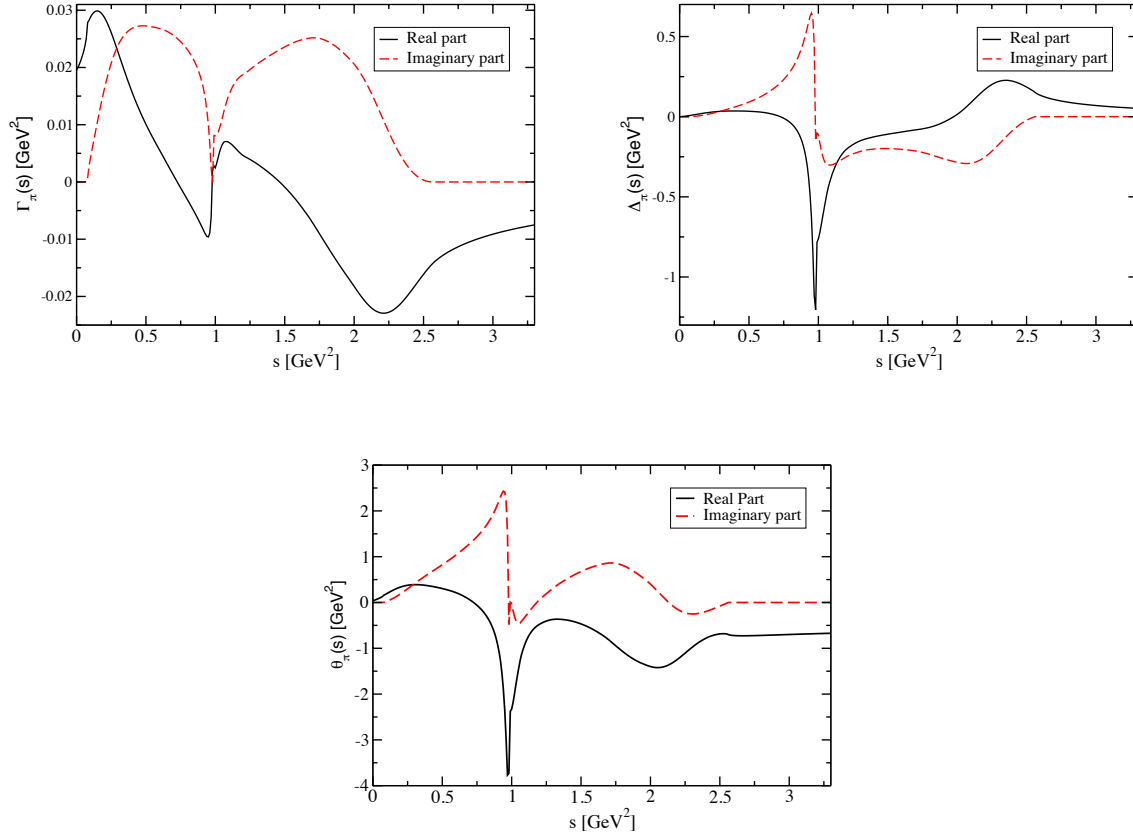 0.03
0.02
0.01
0
-0.01
-0.02
Γπ(s) [GeV²]
Real part
Imaginary part
0 0.5 1 1.5 2 2.5 3
s [GeV²]
0.5
0
-0.5
-1
Δπ(s) [GeV²]
Real part
Imaginary part
0 0.5 1 1.5 2 2.5 3
s [GeV²]
3
2
1
0
-1
-2
-3
-4
θπ(s) [GeV²]
Real Part
Imaginary part
0 0.5 1 1.5 2 2.5 3
s [GeV²]